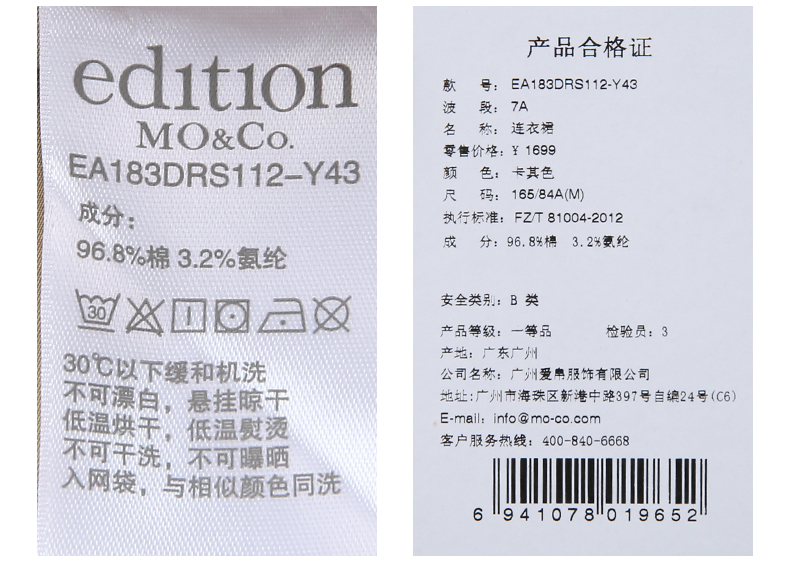 edition
MO&Co.
EA183DRS112-Y43
成分：
96.8%棉 3.2%氨纶
30
30℃以下缓和机洗
不可漂白，悬挂晾干
低温烘干，低温熨烫
不可干洗，不可曝晒
入网袋，与相似颜色同洗
产品合格证
款 号：EA183DRS112-Y43
波 段：7A
名 称：连衣裙
零售价格：¥ 1699
颜 色：卡其色
尺 码：165/84A(M)
执行标准：FZ/T 81004-2012
成 分：96.8%棉 3.2%氨纶
安全类别：B 类
产品等级：一等品 检验员：3
产地：广东广州
公司名称：广州爱帛服饰有限公司
地址：广州市海珠区新港中路397号自编24号(C6)
E-mail：info@mo-co.com
客户服务热线：400-840-6668
6 941078 019652